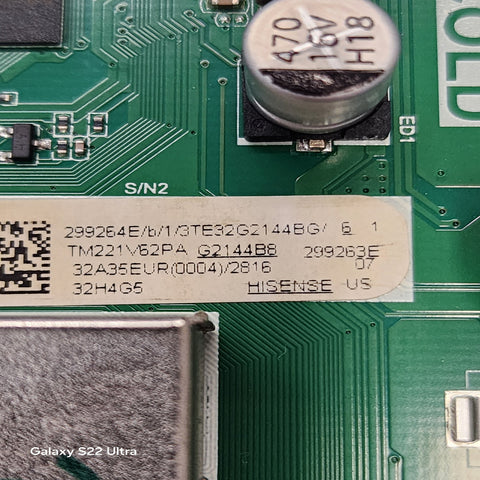 470
16V
H18
OLD
ED1
S/N2
299264E/b/1/3TE32G2144BG/ 6 1
TM221V62PA G2144B8 299263E
32A35EUR(0004)/2816 07
32H4G5 HISENSE US
Galaxy S22 Ultra